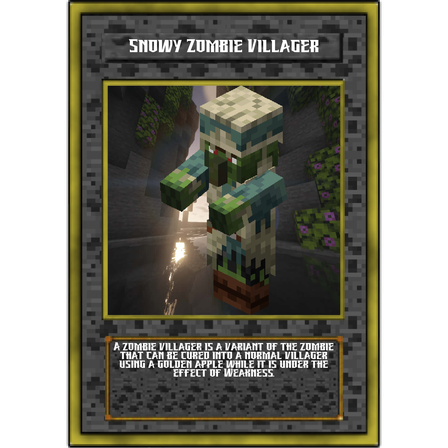 Snowy Zombie Villager
A Zombie Villager is a variant of the Zombie
that can be cured into a normal villager
using a golden apple while it is under the
effect of Weakness.